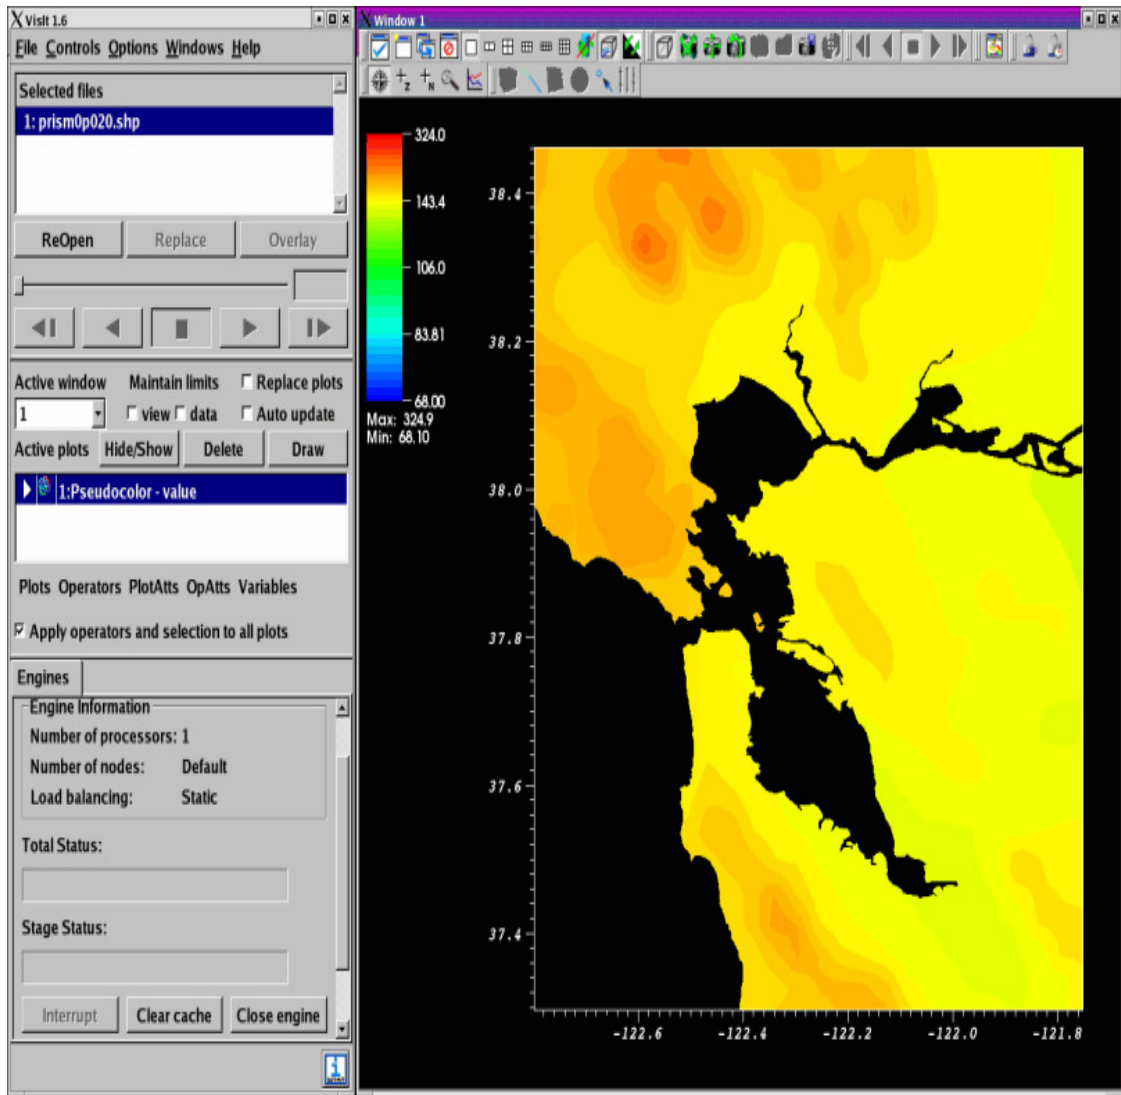 VisIt 1.6
File Controls Options Windows Help
Selected files
1: prism0p020.shp
ReOpen Replace Overlay
Active window Maintain limits Replace plots
1 view data Auto update
Active plots Hide/Show Delete Draw
1:Pseudocolor - value
Plots Operators PlotAtts OpAtts Variables
Apply operators and selection to all plots
Engines
Engine Information
Number of processors: 1
Number of nodes: Default
Load balancing: Static
Total Status:
Stage Status:
Interrupt Clear cache Close engine
Window 1
324.0
143.4
106.0
83.81
68.00
Max: 324.9
Min: 68.10
38.4
38.2
38.0
37.8
37.6
37.4
-122.6 -122.4 -122.2 -122.0 -121.8